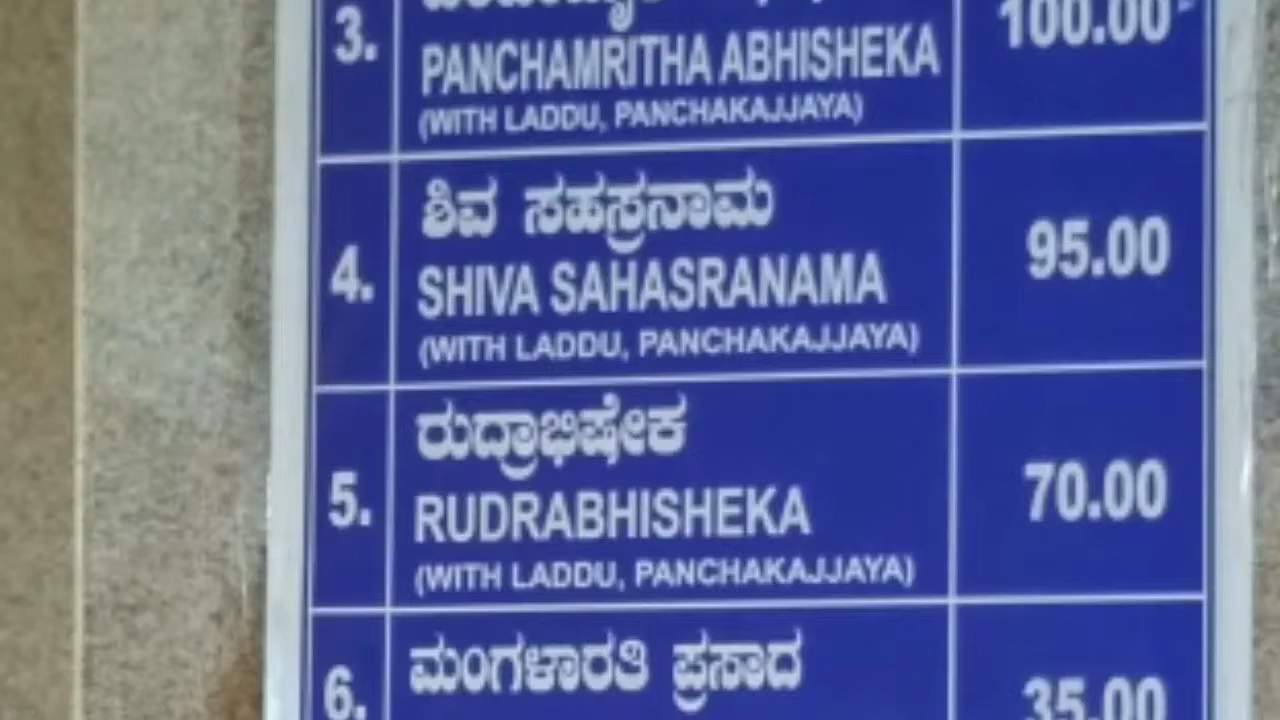 3.
PANCHAMRITHA ABHISHEKA
100.00
(WITH LADDU, PANCHAKAJJAYA)
4.
ಶಿವ ಸಹಸ್ರನಾಮ
SHIVA SAHASRANAMA
95.00
(WITH LADDU, PANCHAKAJJAYA)
5.
ರುದ್ರಾಭಿಷೇಕ
RUDRABHISHEKA
70.00
(WITH LADDU, PANCHAKAJJAYA)
6.
ಮಂಗಳಾರತಿ ಪ್ರಸಾದ
35.00